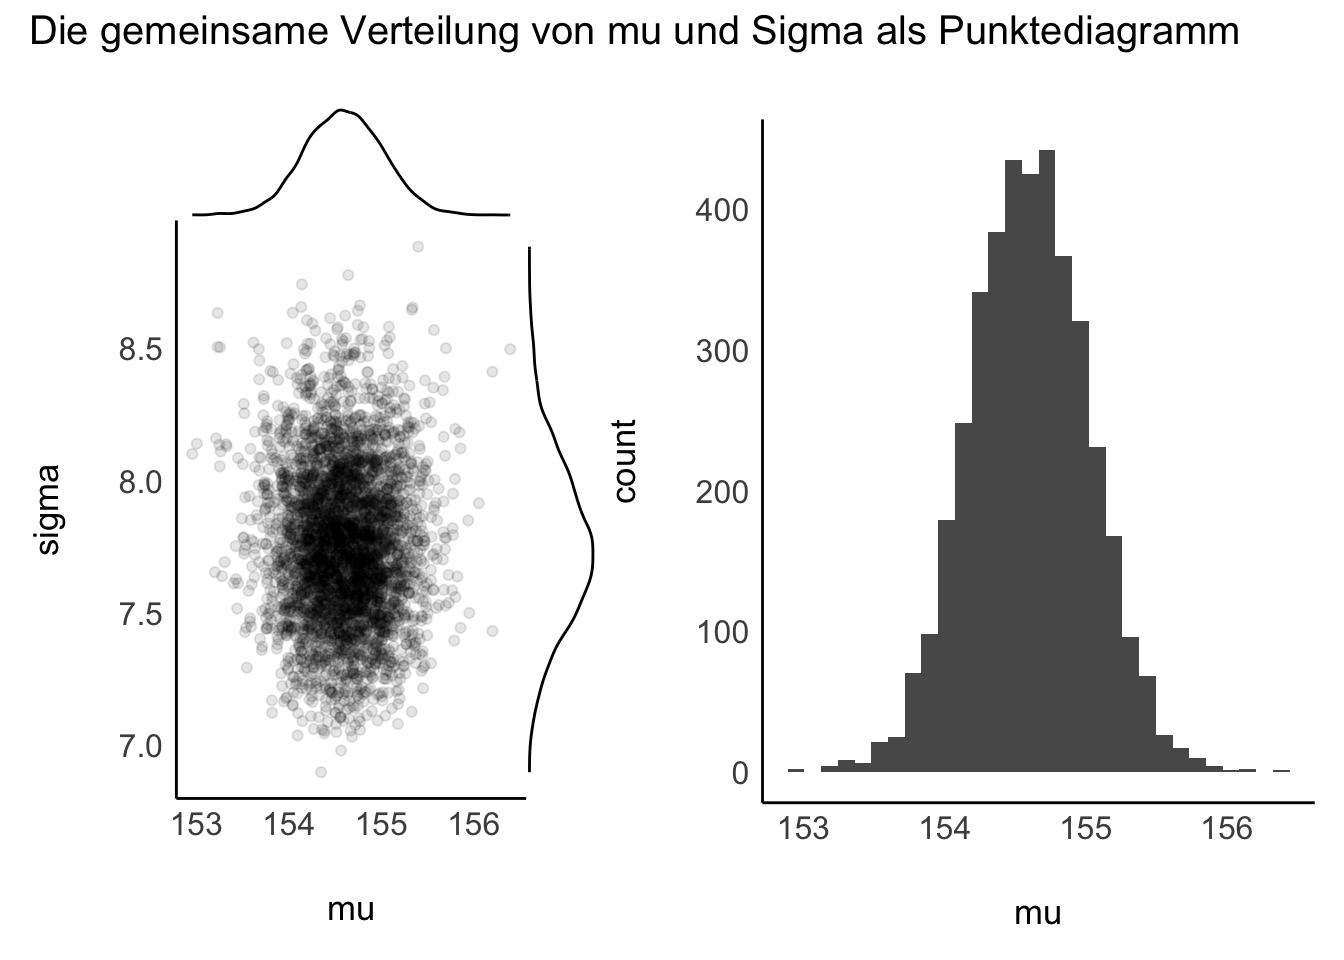 Die gemeinsame Verteilung von mu und Sigma als Punktediagramm
sigma
8.5
8.0
7.5
7.0
153 154 155 156
mu
count
400
300
200
100
0
153 154 155 156
mu